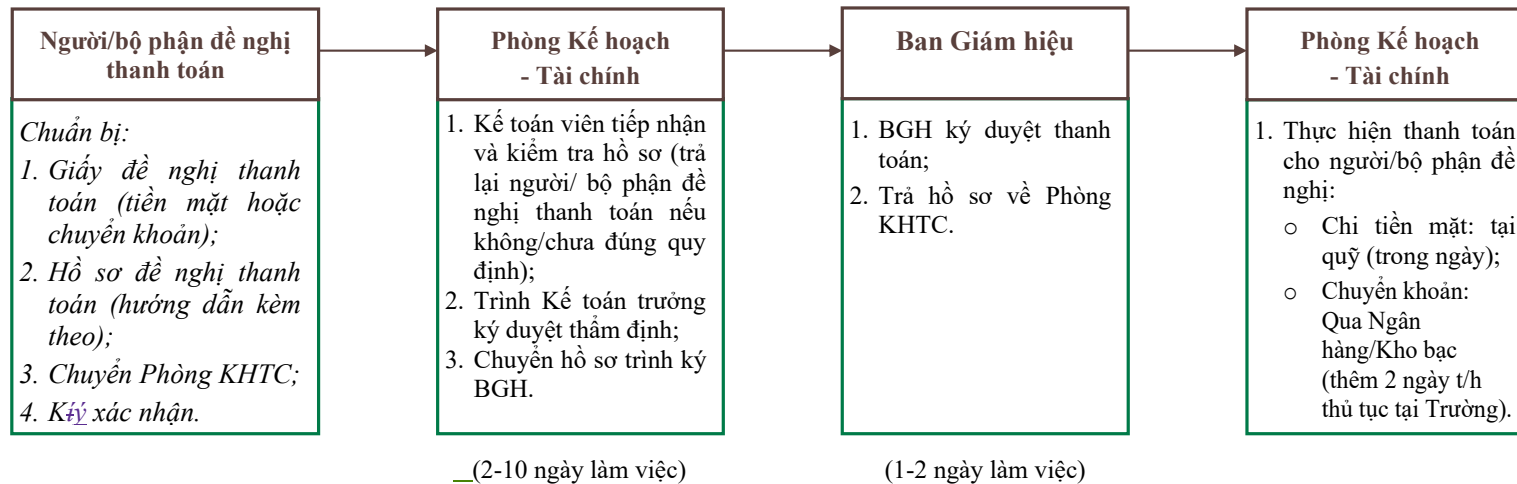 Người/bộ phận đề nghị
thanh toán
Chuẩn bị:
1. Giấy đề nghị thanh
toán (tiền mặt hoặc
chuyển khoản);
2. Hồ sơ đề nghị thanh
toán (hướng dẫn kèm
theo);
3. Chuyển Phòng KHTC;
4. Kíý xác nhận.
Phòng Kế hoạch
- Tài chính
1. Kế toán viên tiếp nhận
và kiểm tra hồ sơ (trả
lại người/ bộ phận đề
nghị thanh toán nếu
không/chưa đúng quy
định);
2. Trình Kế toán trưởng
ký duyệt thẩm định;
3. Chuyển hồ sơ trình ký
BGH.
(2-10 ngày làm việc)
Ban Giám hiệu
1. BGH ký duyệt thanh
toán;
2. Trả hồ sơ về Phòng
KHTC.
(1-2 ngày làm việc)
Phòng Kế hoạch
- Tài chính
1. Thực hiện thanh toán
cho người/bộ phận đề
nghị:
o Chi tiền mặt: tại
quỹ (trong ngày);
o Chuyển khoản:
Qua Ngân
hàng/Kho bạc
(thêm 2 ngày t/h
thủ tục tại Trường).